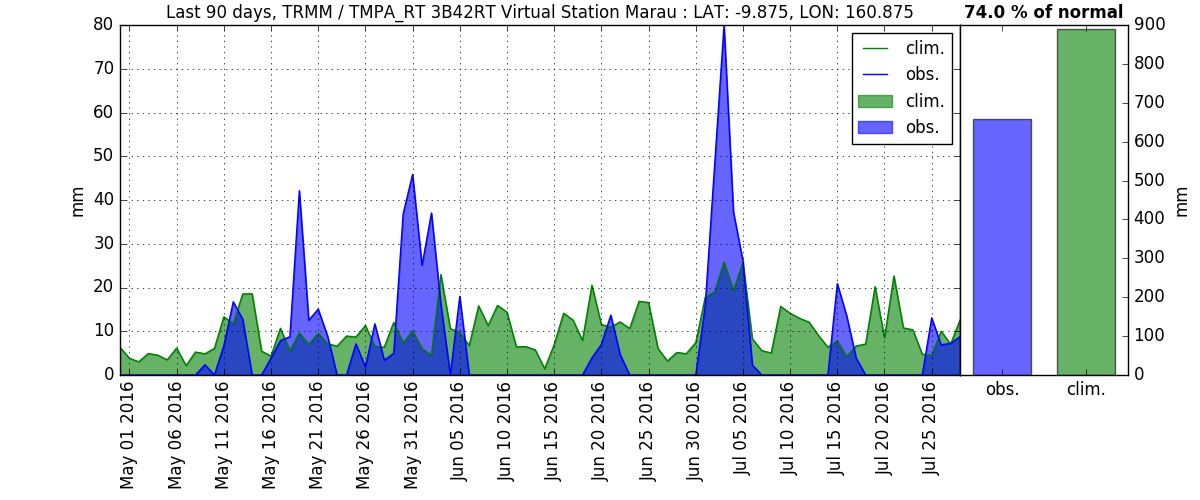 Last 90 days, TRMM / TMPA_RT 3B42RT Virtual Station Marau : LAT: -9.875, LON: 160.875
74.0 % of normal
80
70
60
50
40
30
20
10
0
mm
clim.
obs.
clim.
obs.
900
800
700
600
500
400
300
200
100
0
mm
obs.
clim.
May 01 2016
May 06 2016
May 11 2016
May 16 2016
May 21 2016
May 26 2016
May 31 2016
Jun 05 2016
Jun 10 2016
Jun 15 2016
Jun 20 2016
Jun 25 2016
Jun 30 2016
Jul 05 2016
Jul 10 2016
Jul 15 2016
Jul 20 2016
Jul 25 2016